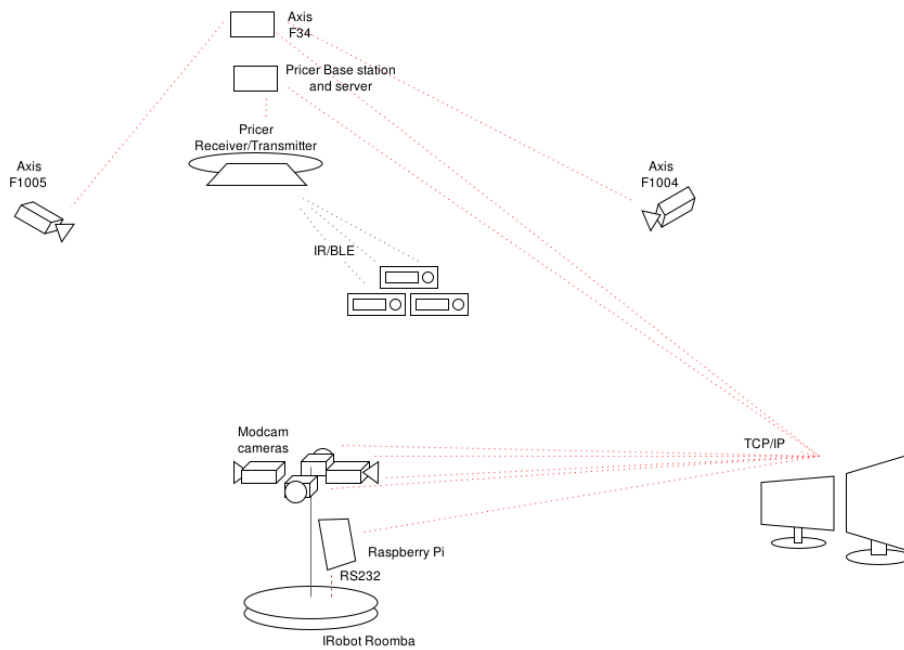 Axis
F34
Pricer Base station
and server
Pricer
Receiver/Transmitter
Axis
F1005
Axis
F1004
IR/BLE
Modcam
cameras
TCP/IP
Raspberry Pi
RS232
IRobot Roomba